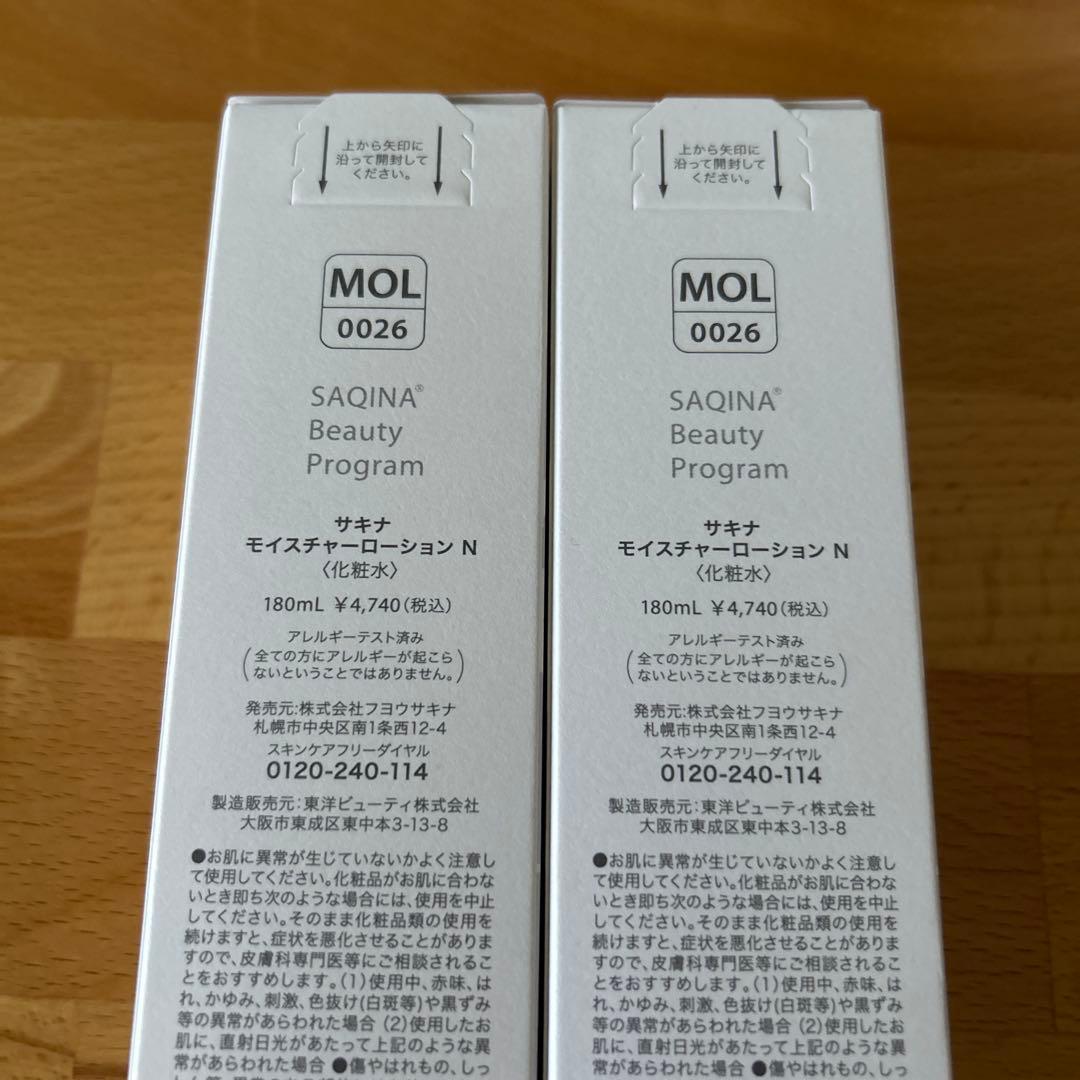 上から矢印に
沿って開封して
ください。
MOL
0026
SAQINA®
Beauty
Program
サキナ
モイスチャーローション N
〈化粧水〉
180mL ¥4,740(税込)
アレルギーテスト済み
(全ての方にアレルギーが起こら
ないということではありません。)
発売元:株式会社フヨウサキナ
札幌市中央区南1条西12-4
スキンケアフリーダイヤル
0120-240-114
製造販売元:東洋ビューティ株式会社
大阪市東成区東中本3-13-8
●お肌に異常が生じていないかよく注意し
て使用してください。化粧品がお肌に合わな
いとき即ち次のような場合には、使用を中止
してください。そのまま化粧品類の使用を
続けますと、症状を悪化させることがありま
すので、皮膚科専門医等にご相談されるこ
とをおすすめします。(1)使用中、赤味、は
れ、かゆみ、刺激、色抜け(白斑等)や黒ずみ
等の異常があらわれた場合 (2)使用したお
肌に、直射日光があたって上記のような異
常があらわれた場合 ●傷やはれもの、しっ
上から矢印に
沿って開封して
ください。
MOL
0026
SAQINA®
Beauty
Program
サキナ
モイスチャーローション N
〈化粧水〉
180mL ¥4,740(税込)
アレルギーテスト済み
(全ての方にアレルギーが起こら
ないということではありません。)
発売元:株式会社フヨウサキナ
札幌市中央区南1条西12-4
スキンケアフリーダイヤル
0120-240-114
製造販売元:東洋ビューティ株式会社
大阪市東成区東中本3-13-8
●お肌に異常が生じていないかよく注意し
て使用してください。化粧品がお肌に合わな
いとき即ち次のような場合には、使用を中止
してください。そのまま化粧品類の使用を
続けますと、症状を悪化させることがありま
すので、皮膚科専門医等にご相談されるこ
とをおすすめします。(1)使用中、赤味、は
れ、かゆみ、刺激、色抜け(白斑等)や黒ずみ
等の異常があらわれた場合 (2)使用したお
肌に、直射日光があたって上記のような異
常があらわれた場合 ●傷やはれもの、しっ